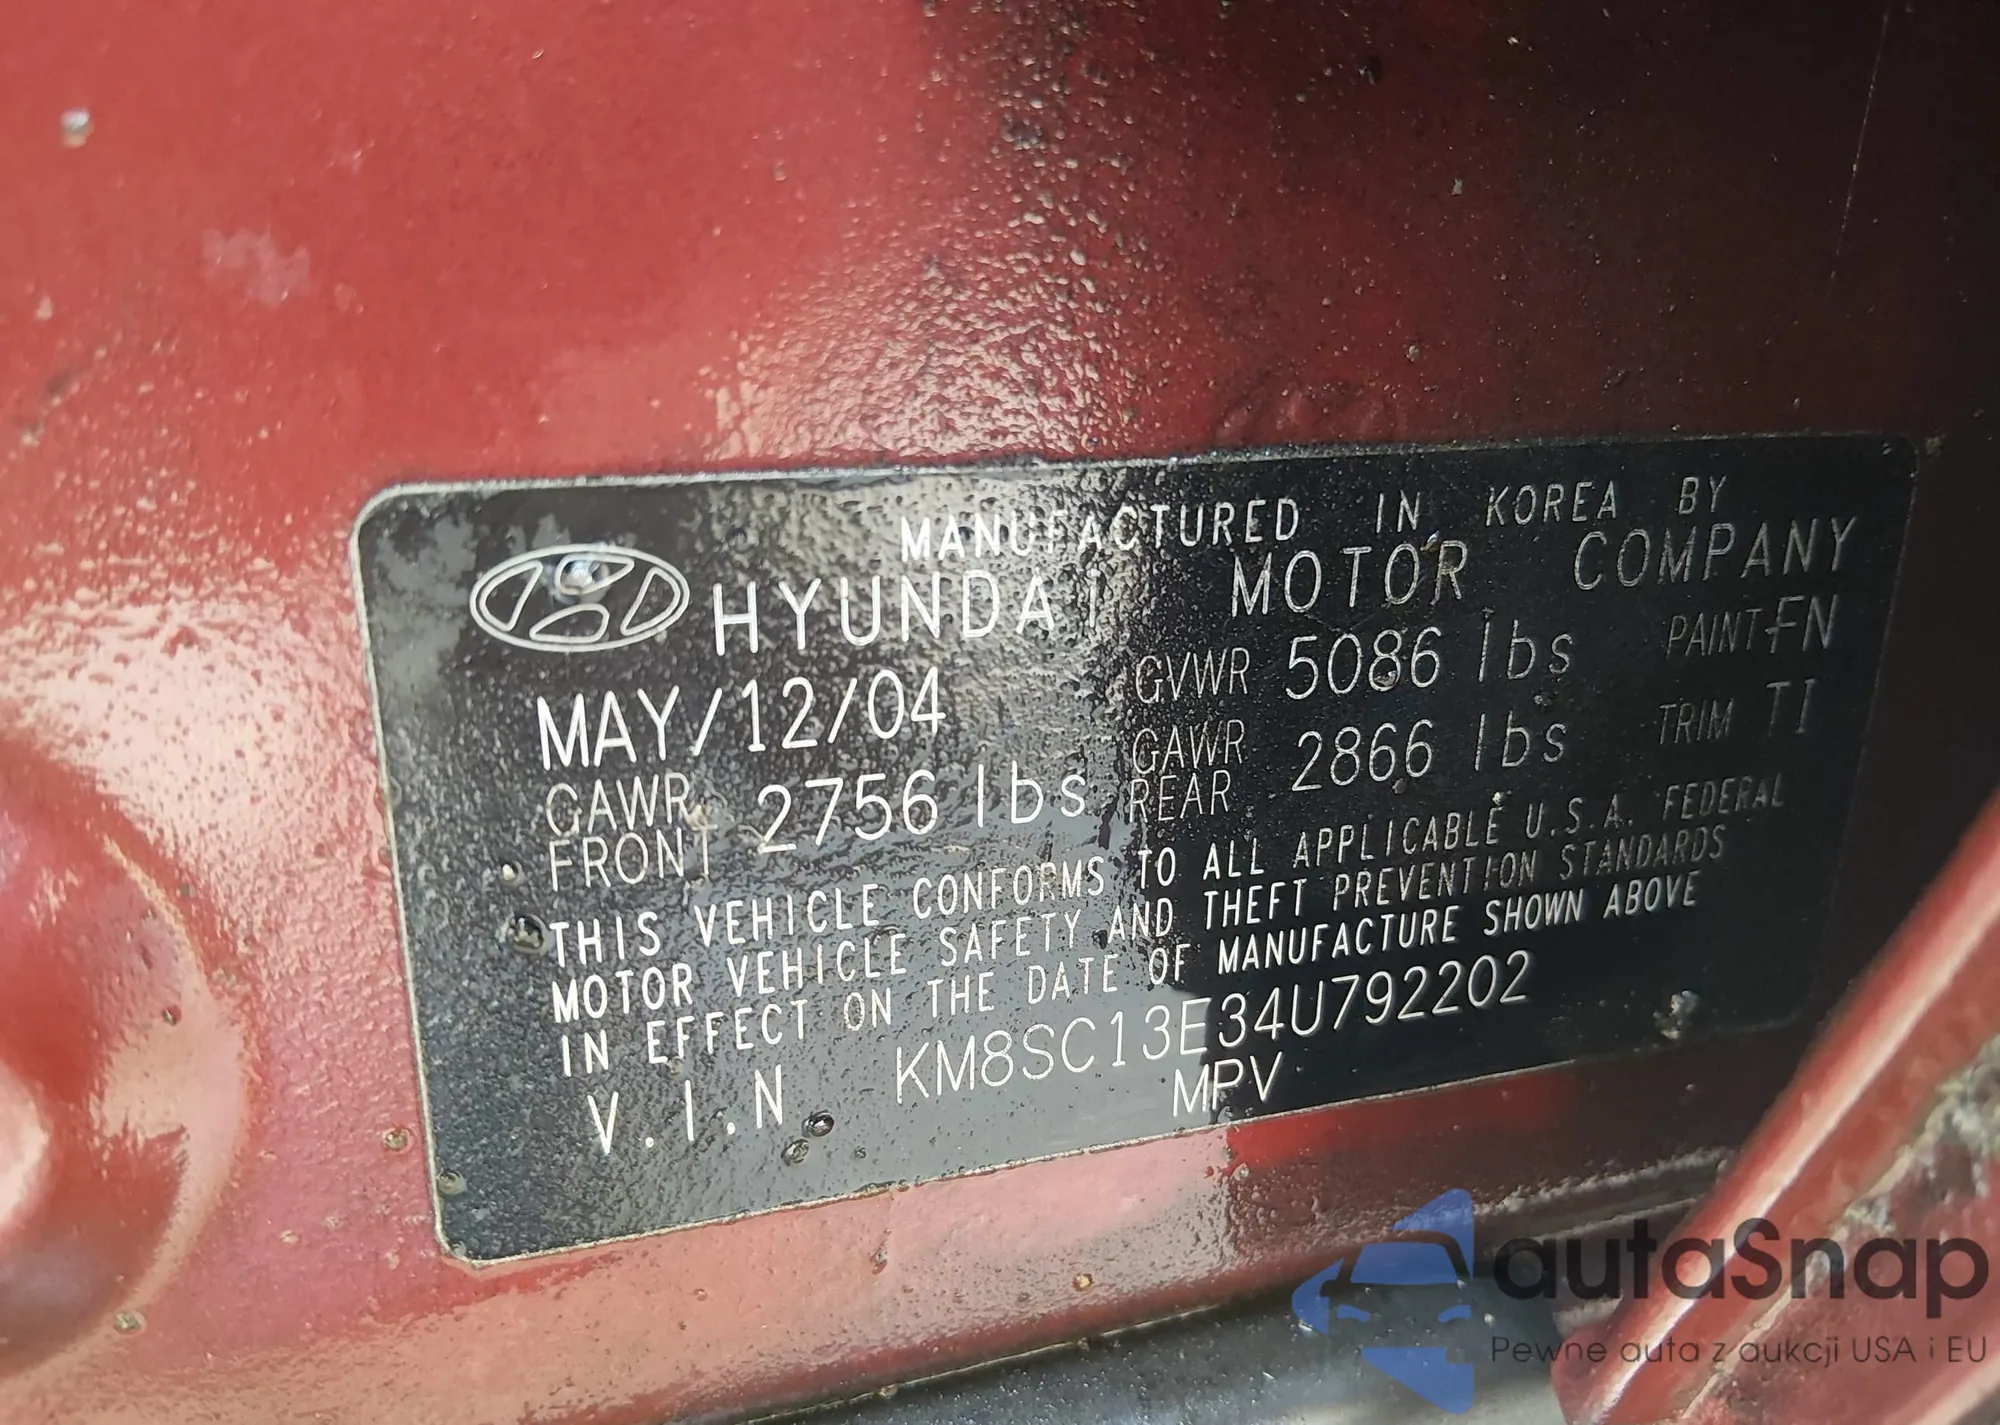 MANUFACTURED IN KOREA BY
HYUNDAI MOTOR COMPANY
MAY/12/04 GVWR 5086 lbs PAINT FN
GAWR FRONT 2756 lbs GAWR REAR 2866 lbs TRIM TI
THIS VEHICLE CONFORMS TO ALL APPLICABLE U.S.A. FEDERAL
MOTOR VEHICLE SAFETY AND THEFT PREVENTION STANDARDS
IN EFFECT ON THE DATE OF MANUFACTURE SHOWN ABOVE
V.I.N KM8SC13E34U792202
MPV
autaSnap
Pewne auta z aukcji USA i EU